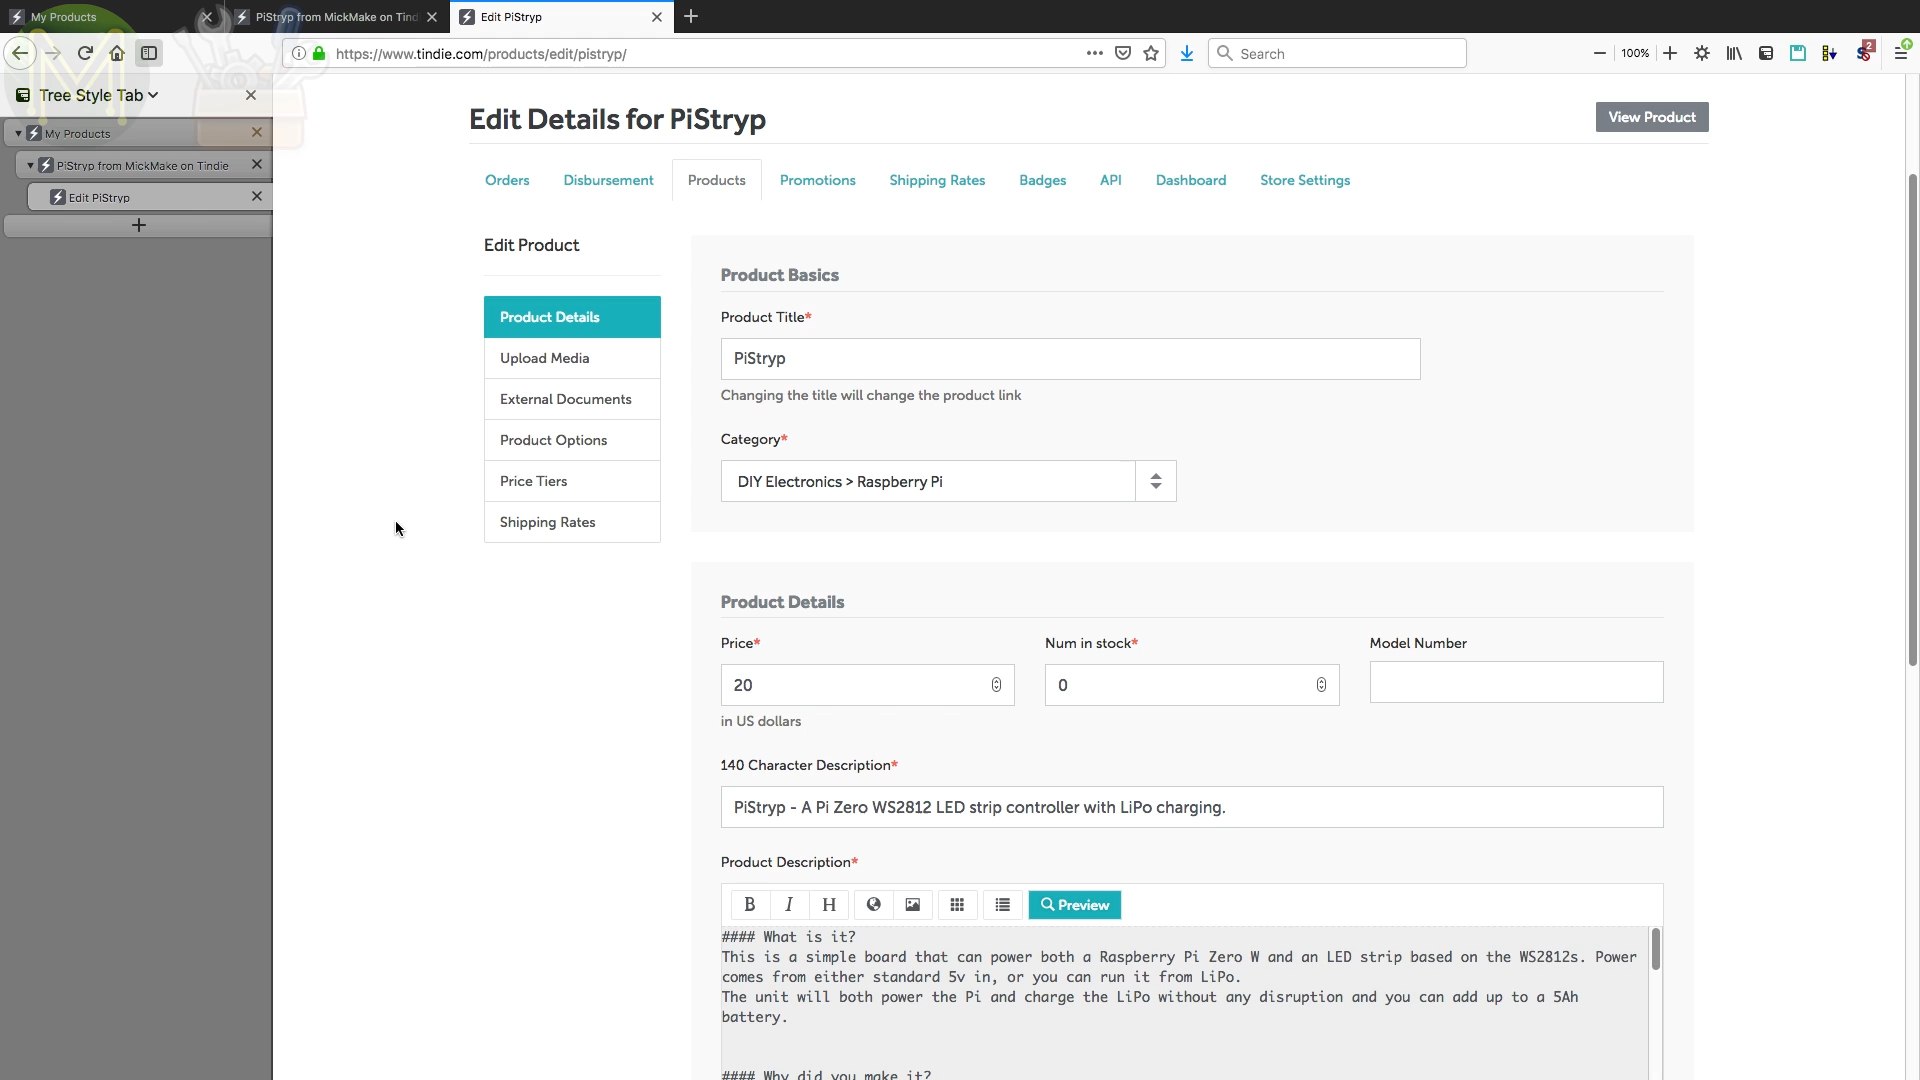 My Products
PiStryp from MickMake on Tind
Edit PiStryp
https://www.tindie.com/products/edit/pistryp/
Search
100%
2
Tree Style Tab
My Products
PiStryp from MickMake on Tindie
Edit PiStryp
Edit Details for PiStryp
View Product
Orders
Disbursement
Products
Promotions
Shipping Rates
Badges
API
Dashboard
Store Settings
Edit Product
Product Details
Upload Media
External Documents
Product Options
Price Tiers
Shipping Rates
Product Basics
Product Title*
PiStryp
Changing the title will change the product link
Category*
DIY Electronics > Raspberry Pi
Product Details
Price*
Num in stock*
Model Number
20
0
in US dollars
140 Character Description*
PiStryp - A Pi Zero WS2812 LED strip controller with LiPo charging.
Product Description*
B I H
Preview
#### What is it?
This is a simple board that can power both a Raspberry Pi Zero W and an LED strip based on the WS2812s. Power
comes from either standard 5v in, or you can run it from LiPo.
The unit will both power the Pi and charge the LiPo without any disruption and you can add up to a 5Ah
battery.
#### Why did you make it?